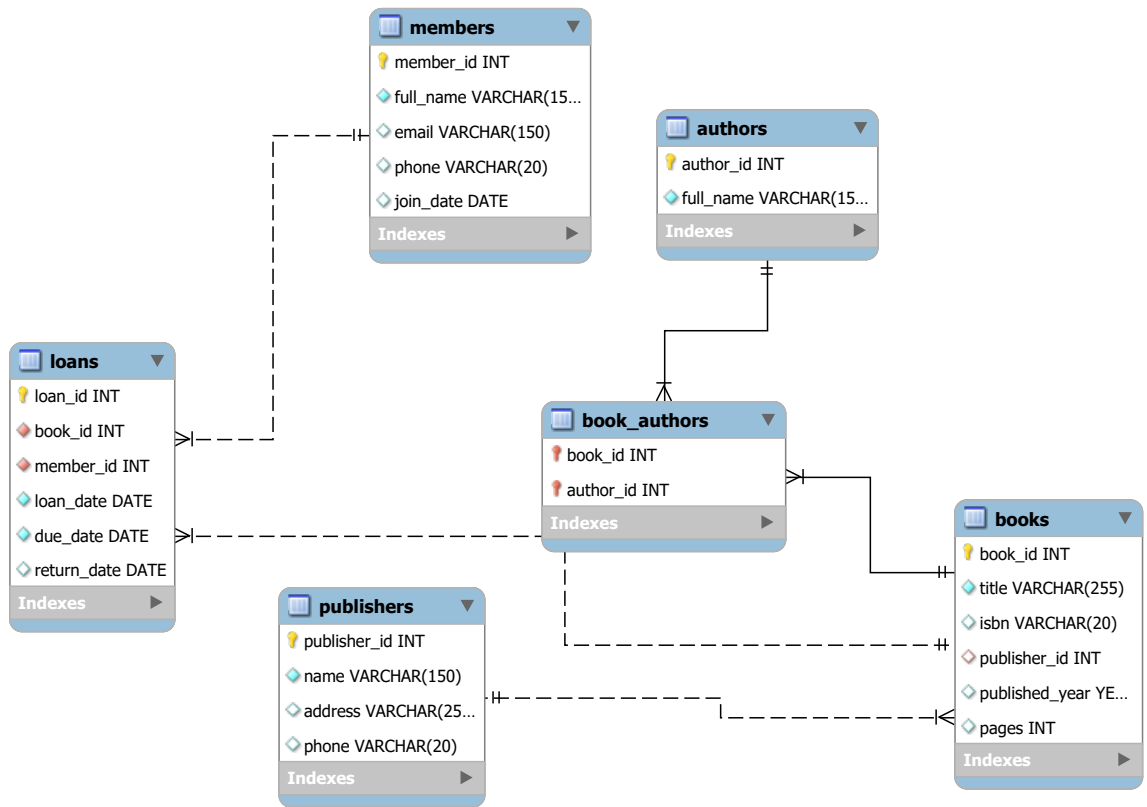 members
member_id INT
full_name VARCHAR(15...
email VARCHAR(150)
phone VARCHAR(20)
join_date DATE
Indexes
authors
author_id INT
full_name VARCHAR(15...
Indexes
loans
loan_id INT
book_id INT
member_id INT
loan_date DATE
due_date DATE
return_date DATE
Indexes
book_authors
book_id INT
author_id INT
Indexes
books
book_id INT
title VARCHAR(255)
isbn VARCHAR(20)
publisher_id INT
published_year YE...
pages INT
Indexes
publishers
publisher_id INT
name VARCHAR(150)
address VARCHAR(25...
phone VARCHAR(20)
Indexes